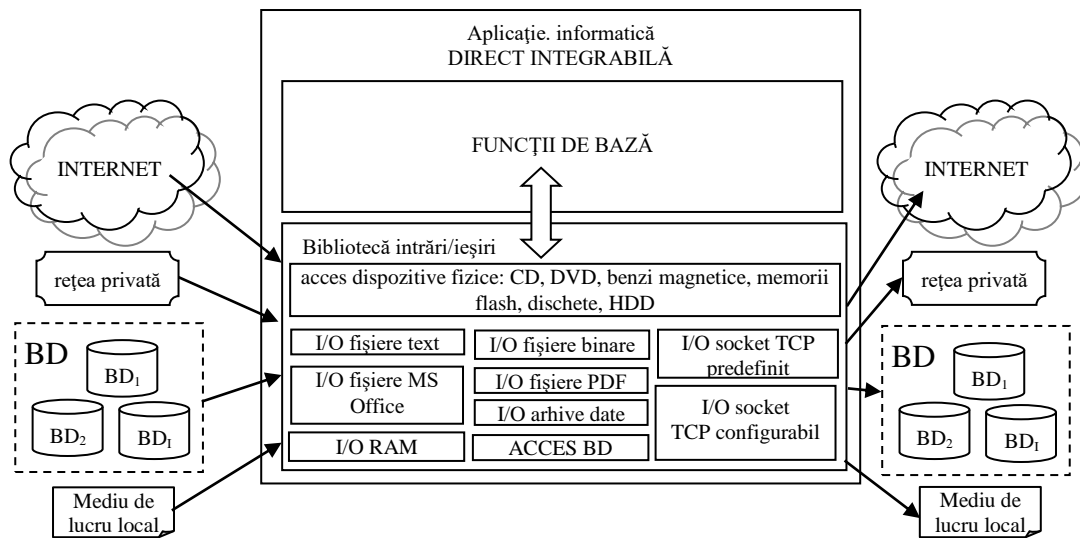 Aplicaţie. informatică
DIRECT INTEGRABILĂ
FUNCŢII DE BAZĂ
INTERNET
reţea privată
BD
BD1
BD2
BDI
Mediu de
lucru local
Bibliotecă intrări/ieşiri
acces dispozitive fizice: CD, DVD, benzi magnetice, memorii
flash, dischete, HDD
I/O fişiere text
I/O fişiere MS
Office
I/O RAM
I/O fişiere binare
I/O fişiere PDF
I/O arhive date
ACCES BD
I/O socket TCP
predefinit
I/O socket
TCP configurabil
INTERNET
reţea privată
BD
BD1
BD2
BDI
Mediu de
lucru local